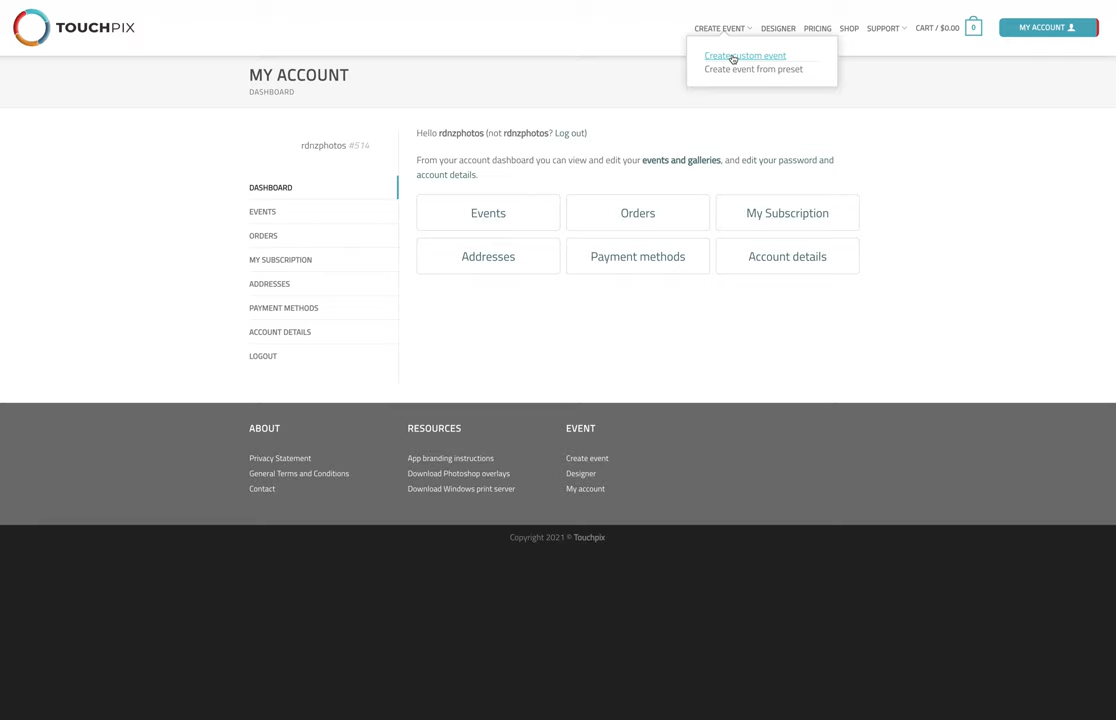 TOUCHPIX
CREATE EVENT
DESIGNER
PRICING
SHOP
SUPPORT
CART / $0.00
0
MY ACCOUNT
Create custom event
Create event from preset
MY ACCOUNT
DASHBOARD
rdnzphotos #514
DASHBOARD
EVENTS
ORDERS
MY SUBSCRIPTION
ADDRESSES
PAYMENT METHODS
ACCOUNT DETAILS
LOGOUT
Hello rdnzphotos (not rdnzphotos? Log out)
From your account dashboard you can view and edit your events and galleries, and edit your password and
account details.
Events
Orders
My Subscription
Addresses
Payment methods
Account details
ABOUT
Privacy Statement
General Terms and Conditions
Contact
RESOURCES
App branding instructions
Download Photoshop overlays
Download Windows print server
EVENT
Create event
Designer
My account
Copyright 2021 © Touchpix